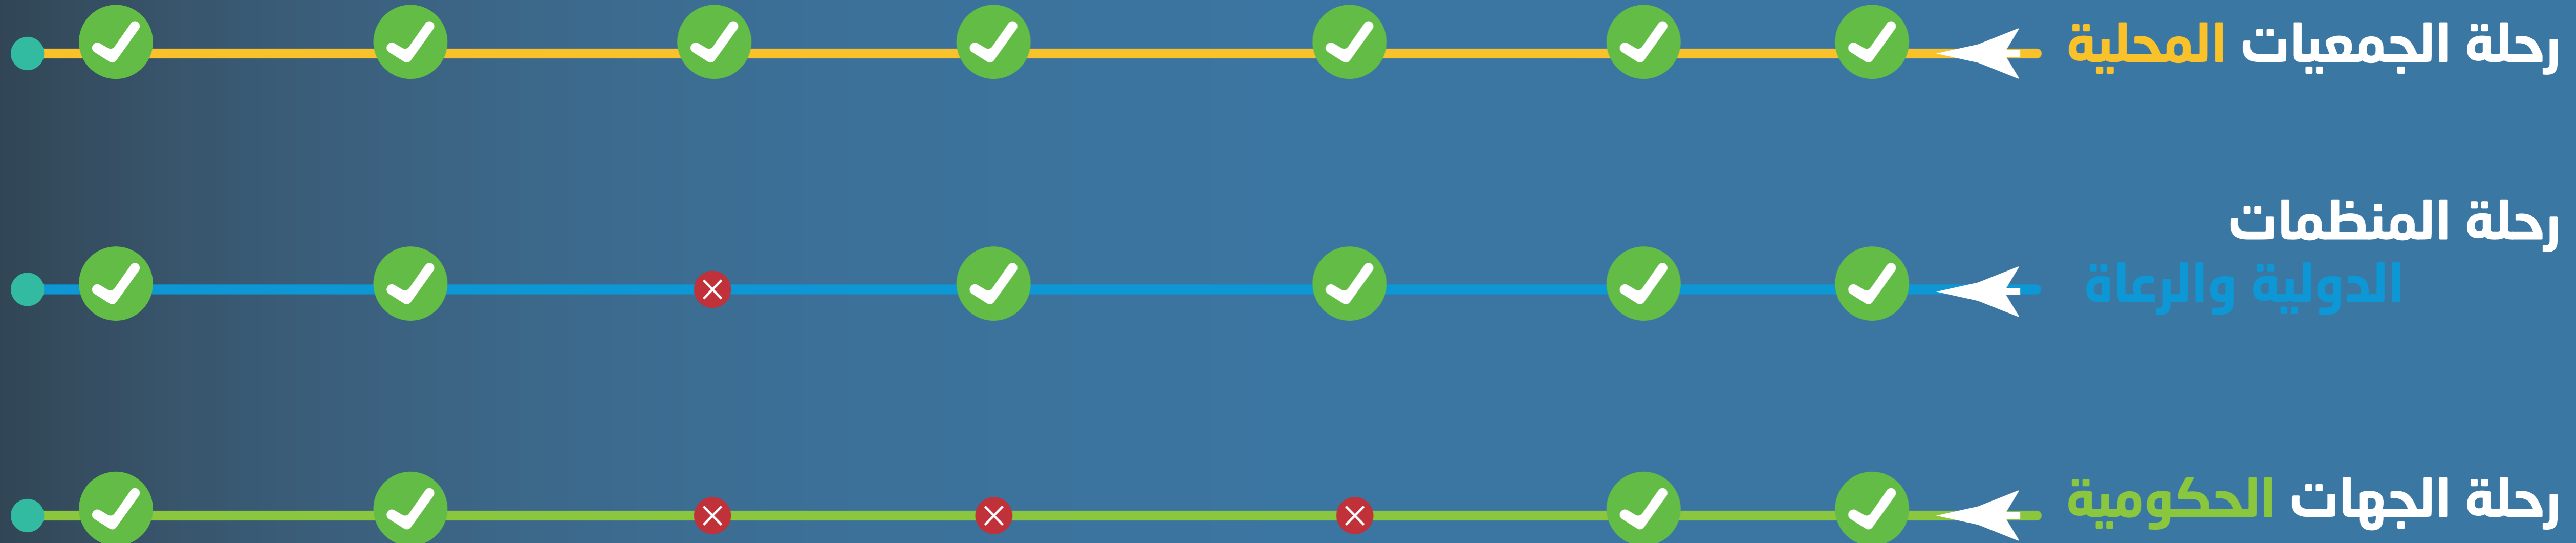 رحلة الجمعيات المحلية
رحلة المنظمات
الدولية والرعاة
رحلة الجهات الحكومية